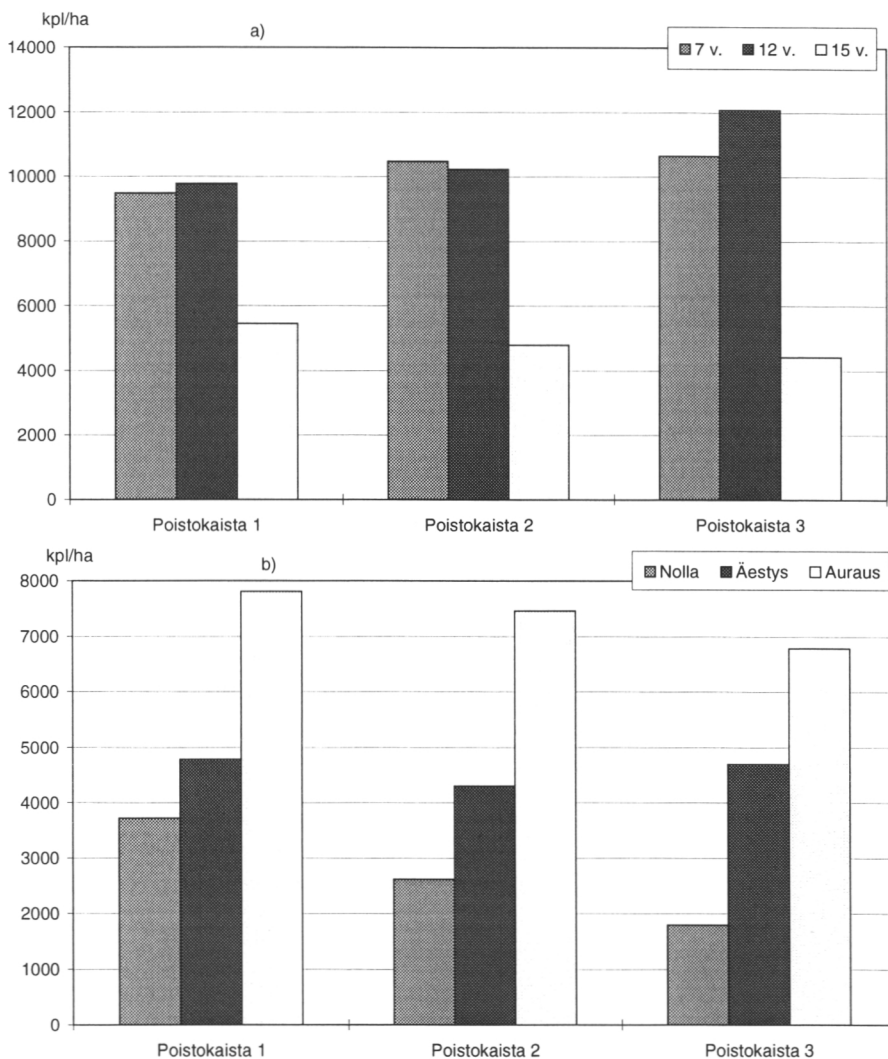 kpl/ha
a)
14000
7 v. 12 v. 15 v.
12000
10000
8000
6000
4000
2000
0
Poistokaista 1 Poistokaista 2 Poistokaista 3
kpl/ha
b)
8000
Nolla Äestys Auraus
7000
6000
5000
4000
3000
2000
1000
0
Poistokaista 1 Poistokaista 2 Poistokaista 3